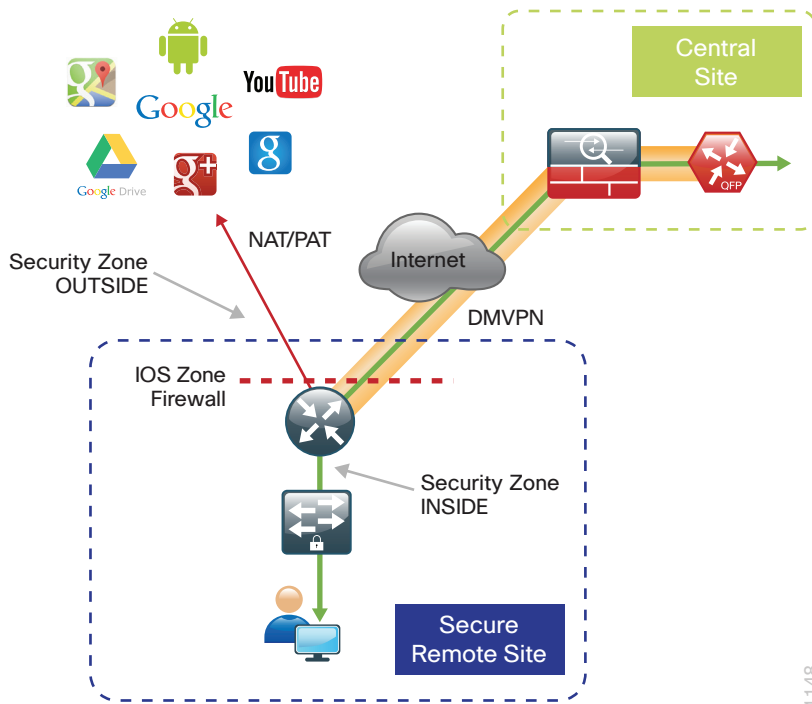 Central
Site
YouTube
Google
g
g
g+
Google Drive
QFP
NAT/PAT
Internet
Security Zone
OUTSIDE
DMVPN
IOS Zone
Firewall
Security Zone
INSIDE
Secure
Remote Site